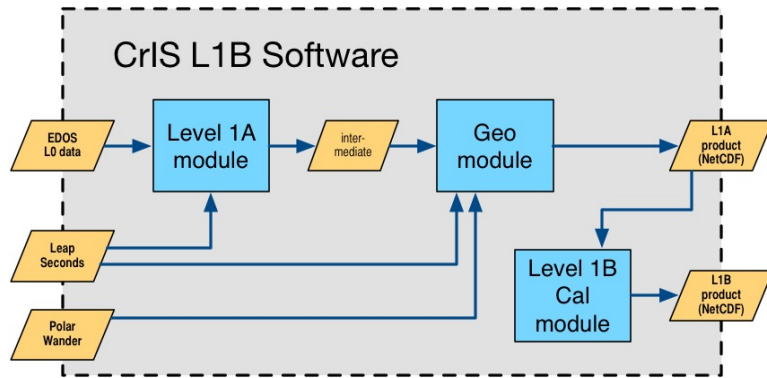 CrIS L1B Software
EDOS
L0 data
Level 1A
module
inter-
mediate
Geo
module
L1A
product
(NetCDF)
Leap
Seconds
Level 1B
Cal
module
L1B
product
(NetCDF)
Polar
Wander